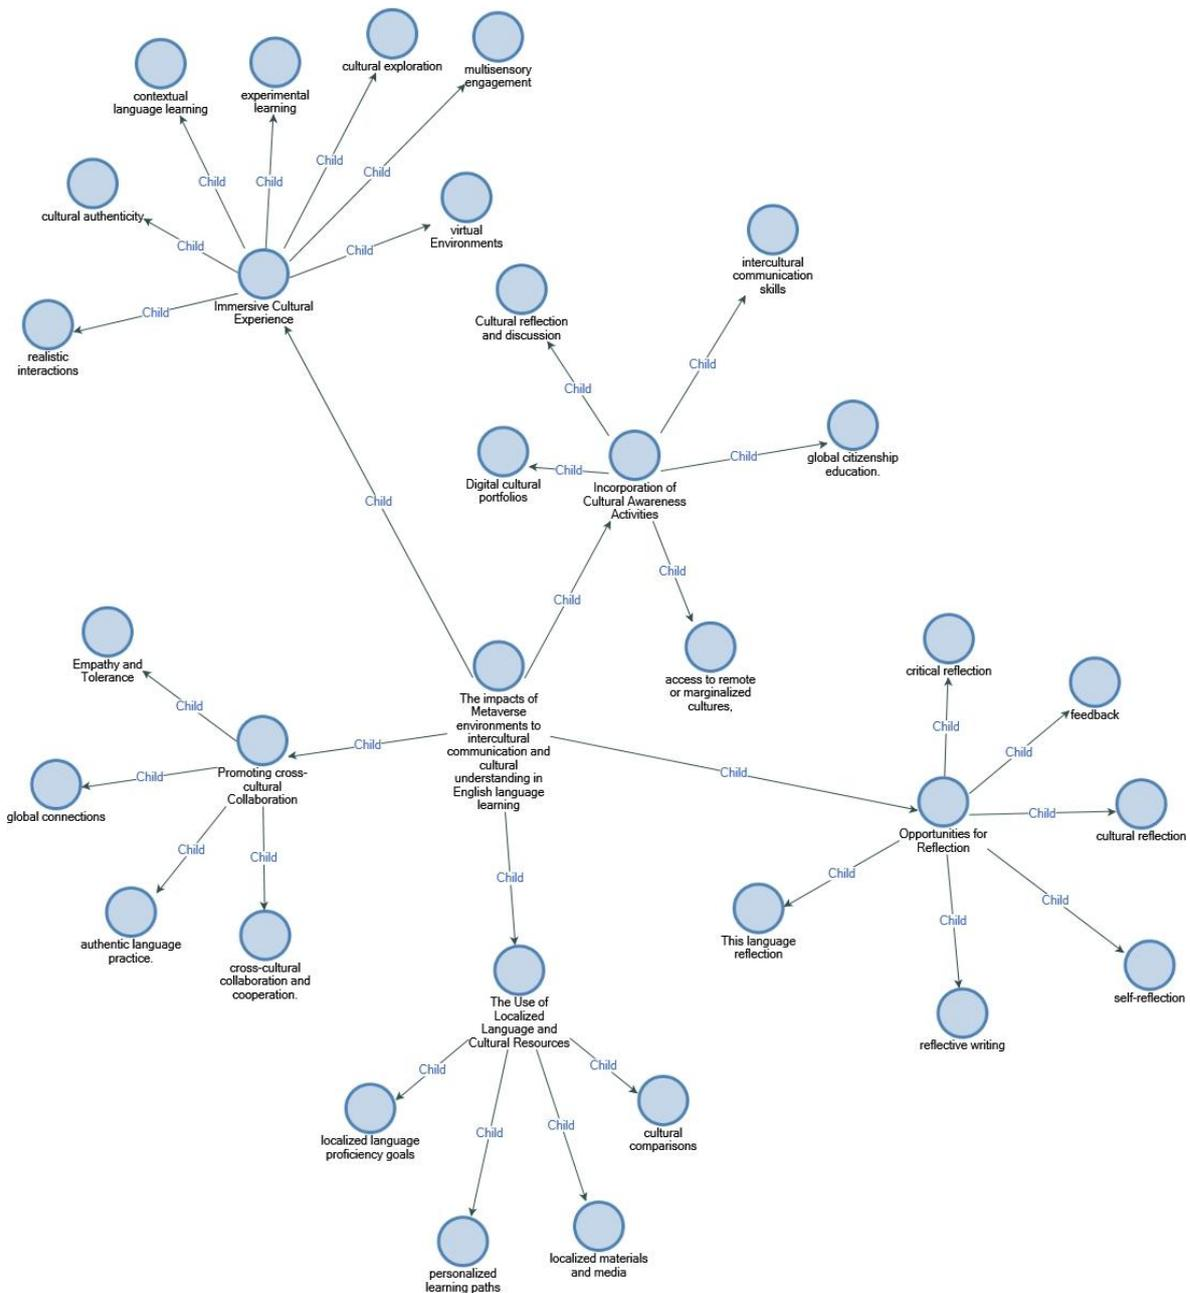 cultural exploration
multisensory
engagement
contextual
language learning
experimental
learning
Child
Child
Child
Child
cultural authenticity
Child
virtual
Environments
Child
Immersive Cultural
Experience
Child
realistic
interactions
intercultural
communication
skills
Cultural reflection
and discussion
Child
Child
Child
global citizenship
education.
Digital cultural
portfolios
Child
Incorporation of
Cultural Awareness
Activities
Child
Child
Child
access to remote
or marginalized
cultures,
Empathy and
Tolerance
Child
The impacts of
Metaverse
environments to
intercultural
communication and
cultural
understanding in
English language
learning
Child
Promoting cross-
cultural
Collaboration
Child
global connections
Child
Child
authentic language
practice.
cross-cultural
collaboration and
cooperation.
Child
critical reflection
feedback
Child
Child
Child
cultural reflection
Opportunities for
Reflection
Child
This language
reflection
Child
Child
self-reflection
reflective writing
Child
The Use of
Localized
Language and
Cultural Resources
Child
Child
localized language
proficiency goals
Child
Child
cultural
comparisons
personalized
learning paths
localized materials
and media